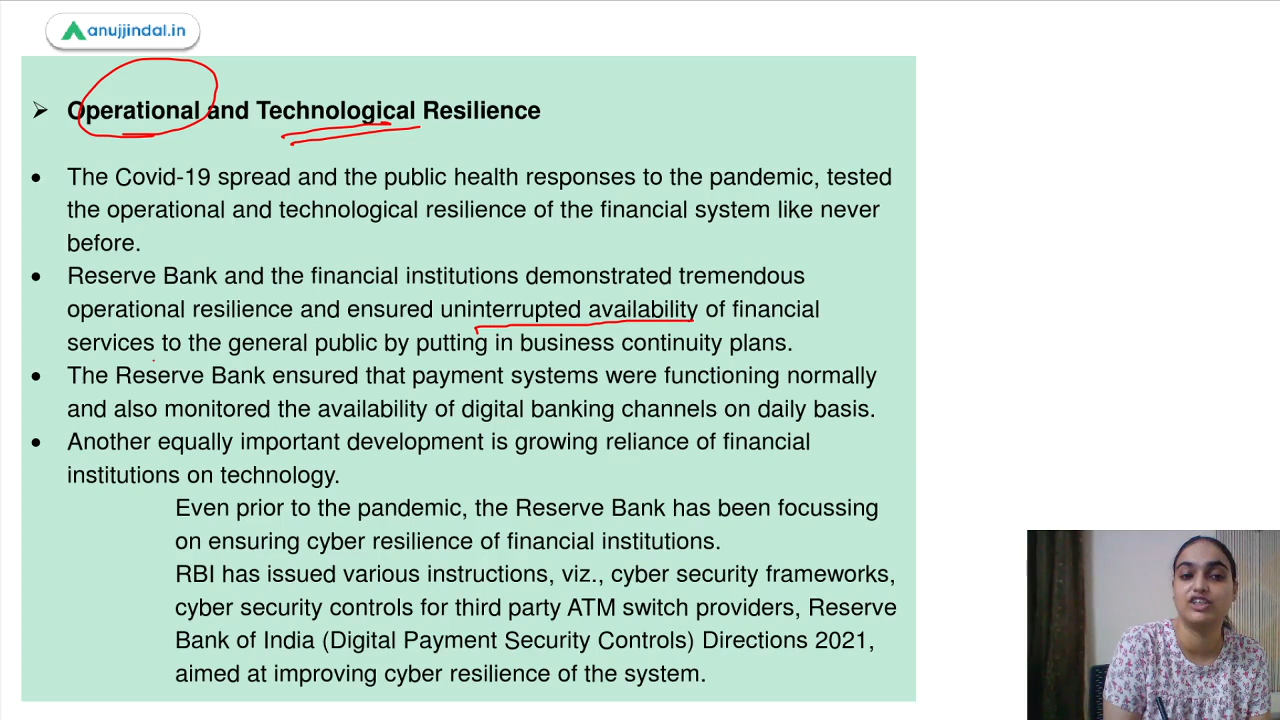 anujjindal.in
➢ Operational and Technological Resilience
• The Covid-19 spread and the public health responses to the pandemic, tested
the operational and technological resilience of the financial system like never
before.
• Reserve Bank and the financial institutions demonstrated tremendous
operational resilience and ensured uninterrupted availability of financial
services to the general public by putting in business continuity plans.
• The Reserve Bank ensured that payment systems were functioning normally
and also monitored the availability of digital banking channels on daily basis.
• Another equally important development is growing reliance of financial
institutions on technology.
Even prior to the pandemic, the Reserve Bank has been focussing
on ensuring cyber resilience of financial institutions.
RBI has issued various instructions, viz., cyber security frameworks,
cyber security controls for third party ATM switch providers, Reserve
Bank of India (Digital Payment Security Controls) Directions 2021,
aimed at improving cyber resilience of the system.